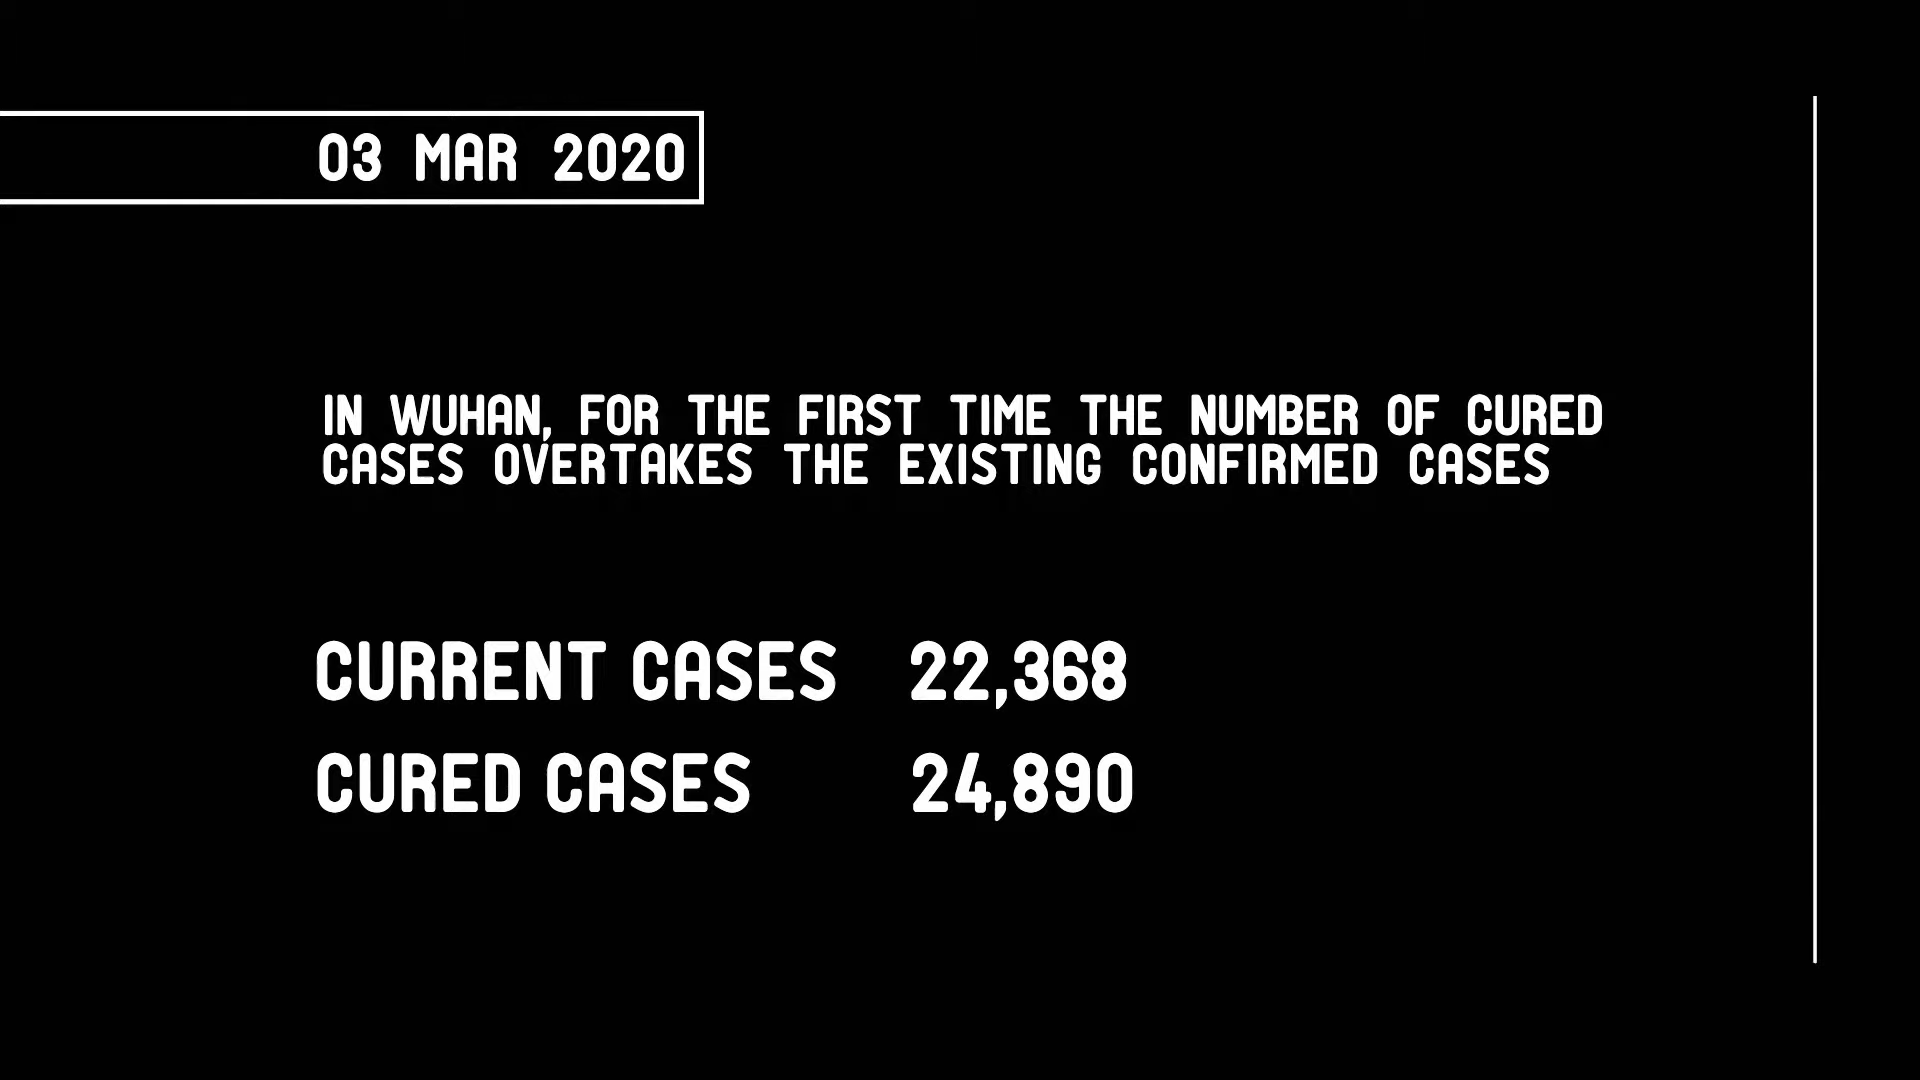 03 MAR 2020
IN WUHAN, FOR THE FIRST TIME THE NUMBER OF CURED
CASES OVERTAKES THE EXISTING CONFIRMED CASES
CURRENT CASES 22,368
CURED CASES 24,890